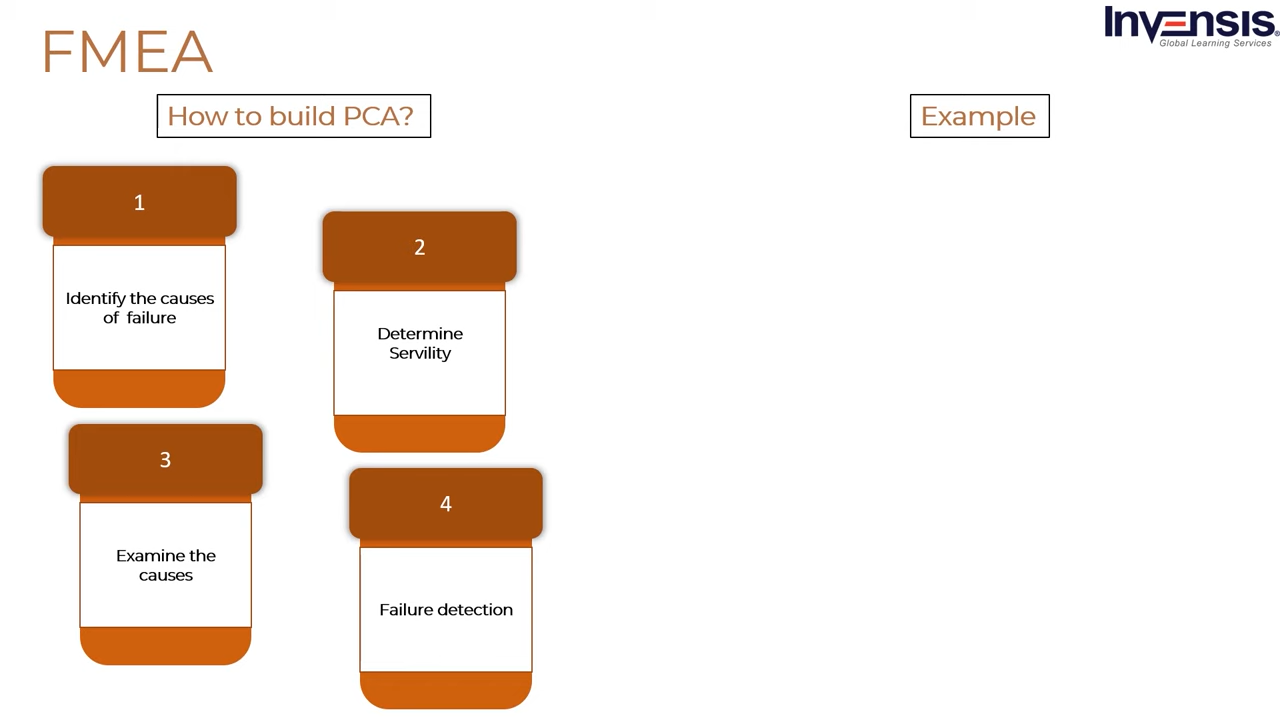 FMEA
Invensis®
Global Learning Services
How to build PCA?
Example
1
Identify the causes
of failure
2
Determine
Servility
3
Examine the
causes
4
Failure detection